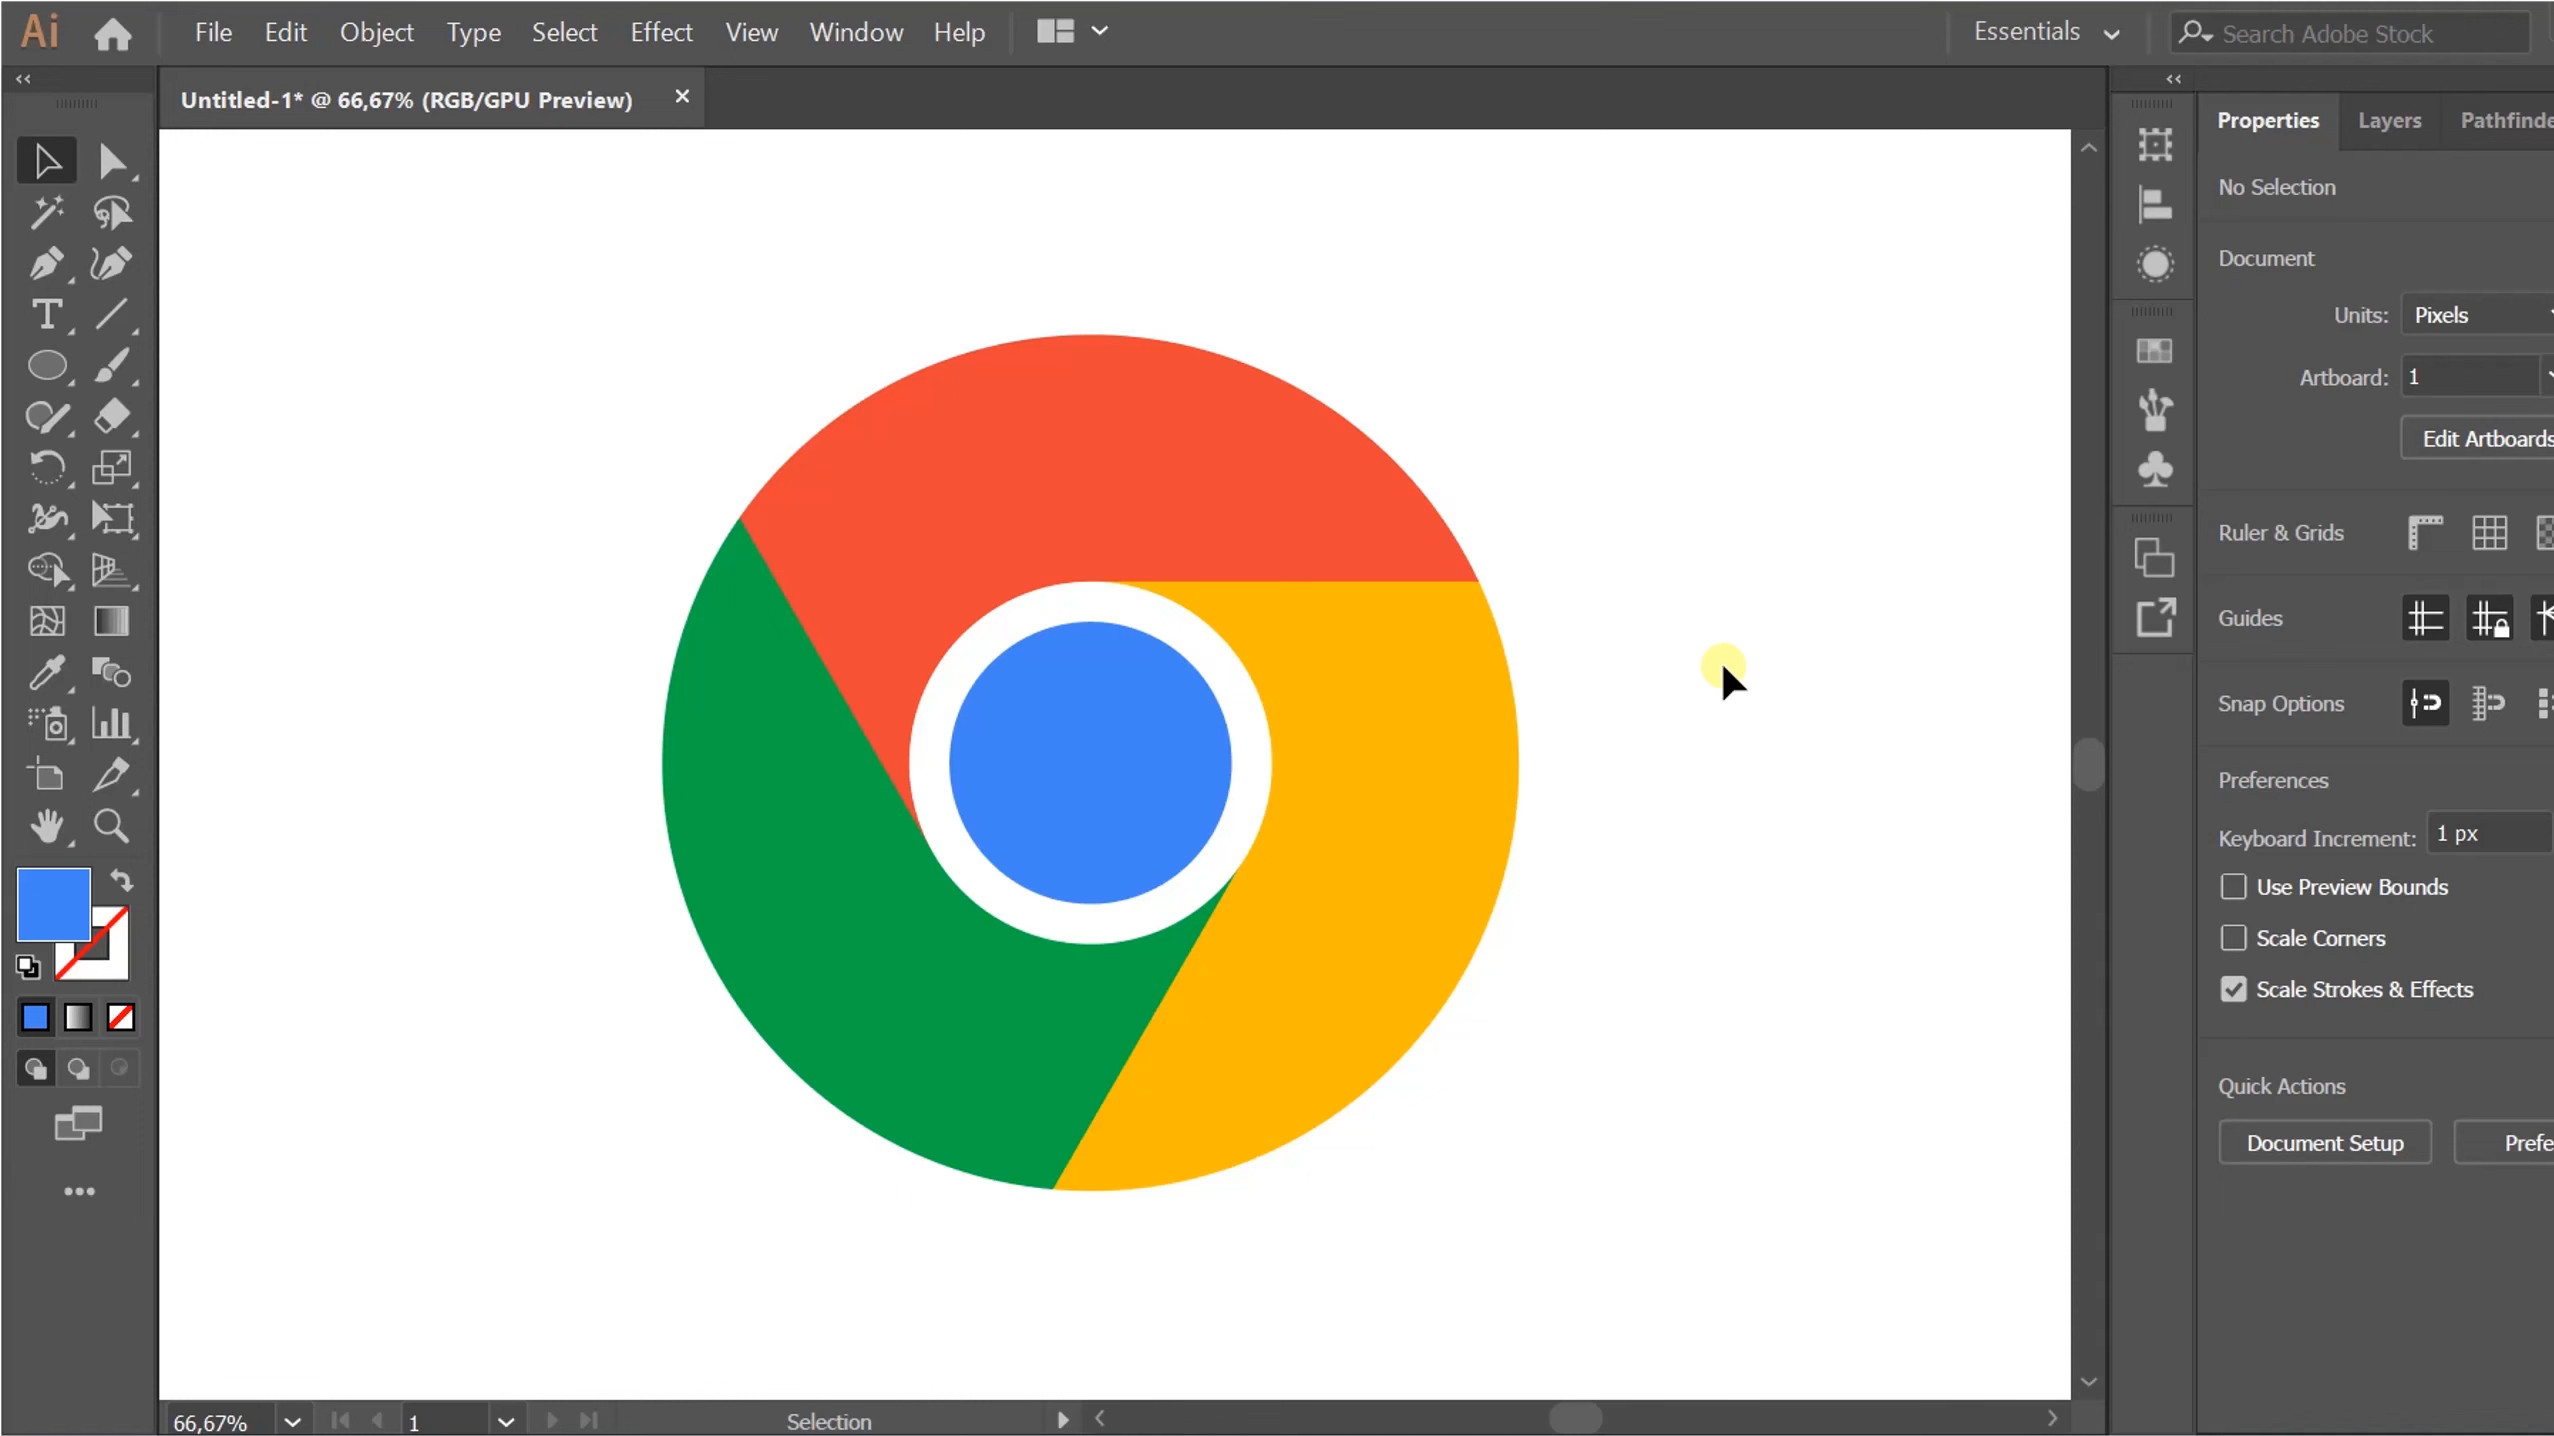 Ai File Edit Object Type Select Effect View Window Help Essentials Search Adobe Stock
Untitled-1* @ 66,67% (RGB/GPU Preview)
Properties Layers Pathfinde
No Selection
Document
Units: Pixels
Artboard: 1
Edit Artboards
Ruler & Grids
Guides
Snap Options
Preferences
Keyboard Increment: 1 px
Use Preview Bounds
Scale Corners
Scale Strokes & Effects
Quick Actions
Document Setup Prefe
66,67% 1 Selection